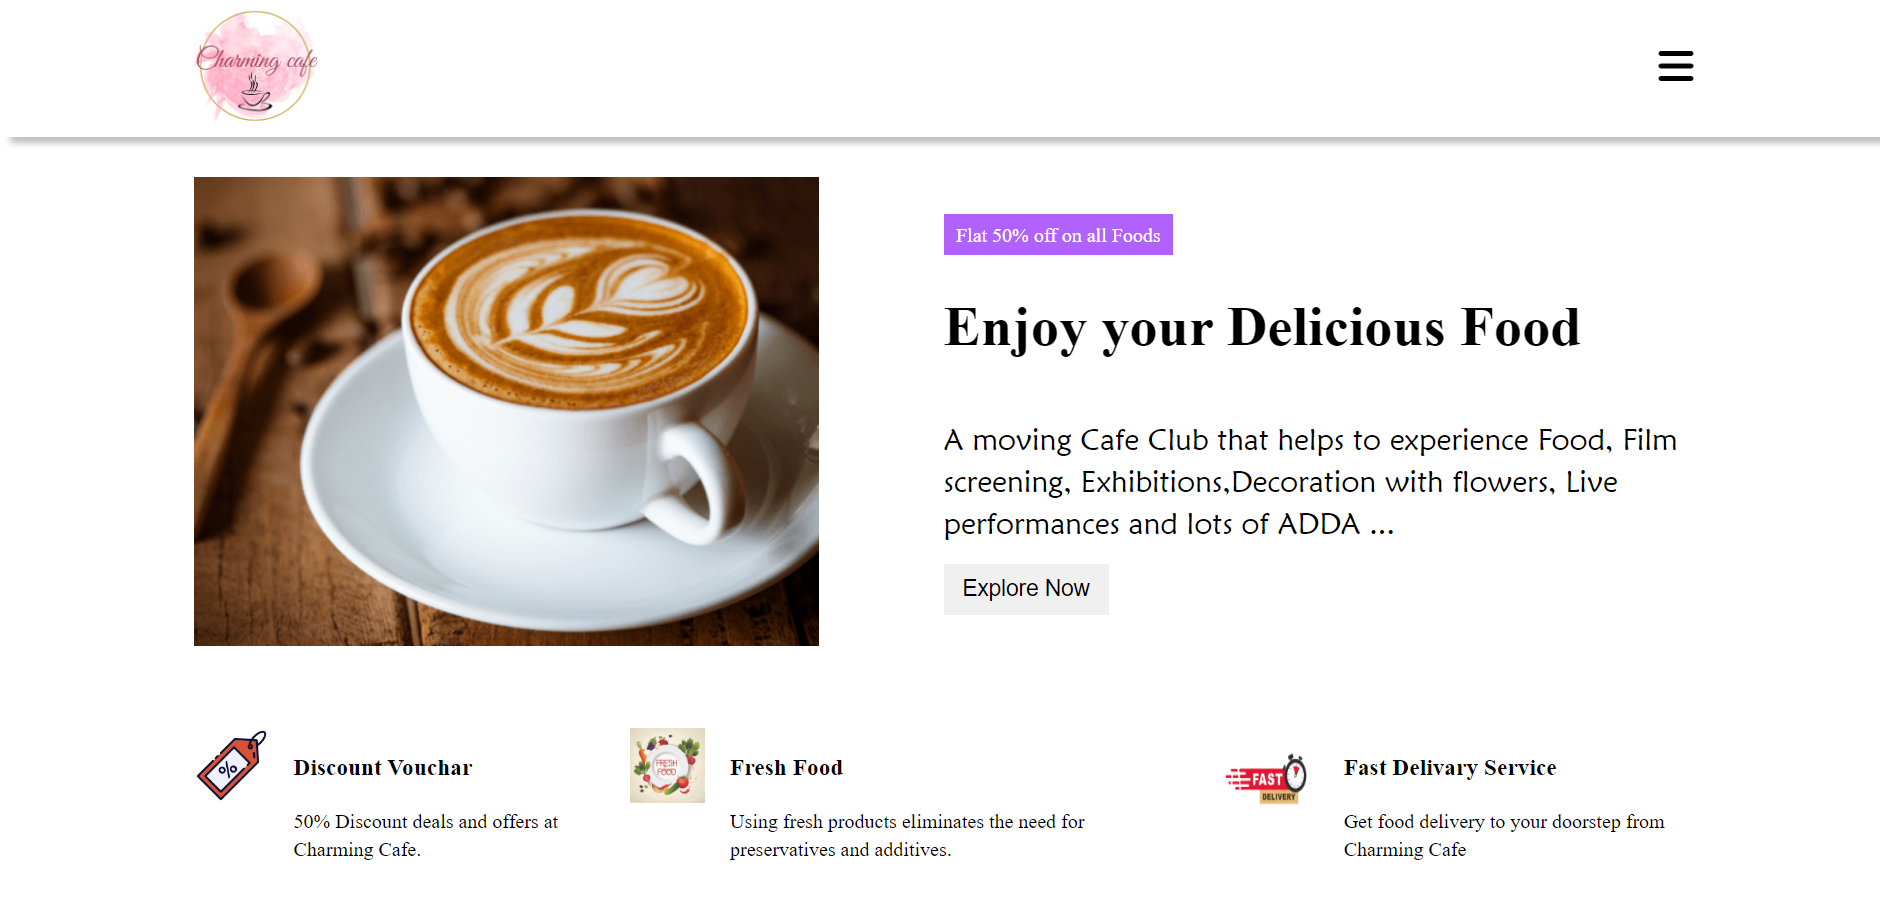 Charming cafe
Flat 50% off on all Foods
Enjoy your Delicious Food
A moving Cafe Club that helps to experience Food, Film
screening, Exhibitions,Decoration with flowers, Live
performances and lots of ADDA ...
Explore Now
%
Discount Vouchar
50% Discount deals and offers at
Charming Cafe.
FRESH
FOOD
Fresh Food
Using fresh products eliminates the need for
preservatives and additives.
FAST
DELIVERY
Fast Delivary Service
Get food delivery to your doorstep from
Charming Cafe